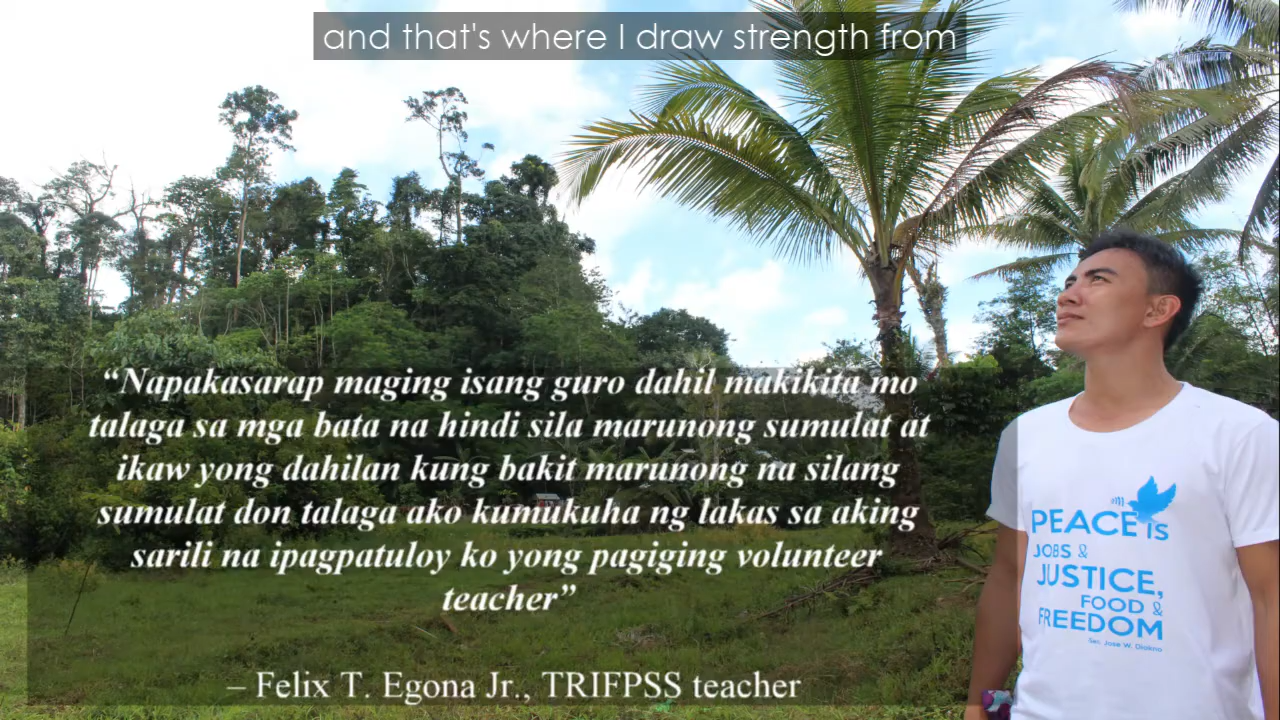 and that's where I draw strength from
“Napakasarap maging isang guro dahil makikita mo
talaga sa mga bata na hindi sila marunong sumulat at
ikaw yong dahilan kung bakit marunong na silang
sumulat don talaga ako kumukuha ng lakas sa aking
sarili na ipagpatuloy ko yong pagiging volunteer
teacher”
– Felix T. Egona Jr., TRIFPSS teacher
PEACE is
JOBS &
JUSTICE,
FOOD &
FREEDOM
Jose W. Diokno